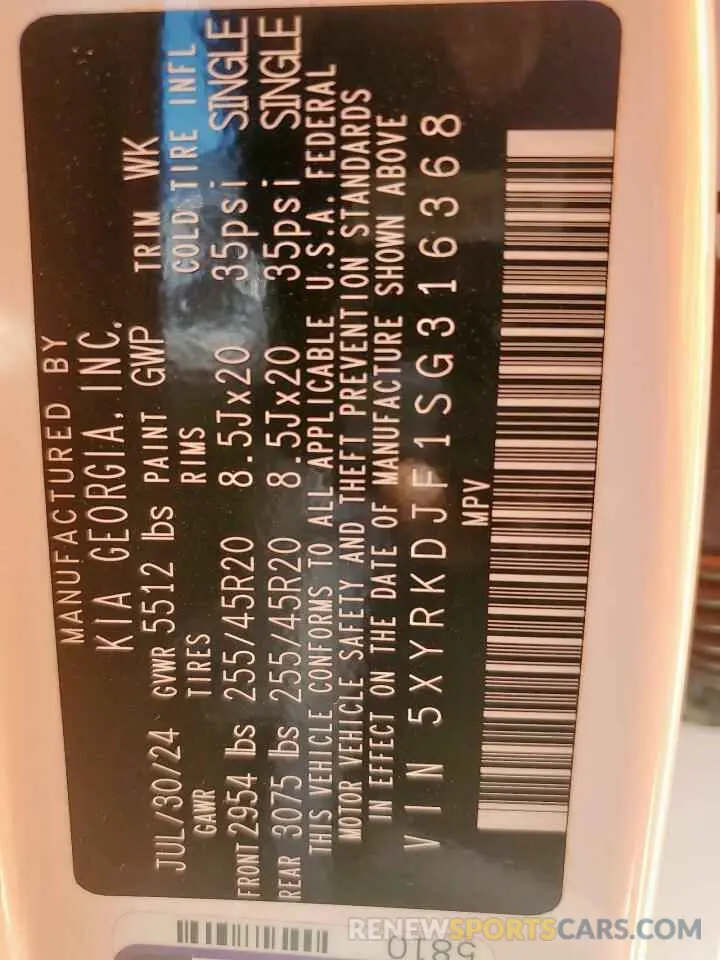 MANUFACTURED BY
KIA GEORGIA, INC.
JUL/30/24 GVWR 5512 lbs PAINT GWP TRIM WK
GAWR TIRES RIMS COLD TIRE INFL
FRONT 2954 lbs 255/45R20 8.5Jx20 35psi SINGLE
REAR 3075 lbs 255/45R20 8.5Jx20 35psi SINGLE
THIS VEHICLE CONFORMS TO ALL APPLICABLE U.S.A. FEDERAL
MOTOR VEHICLE SAFETY AND THEFT PREVENTION STANDARDS
IN EFFECT ON THE DATE OF MANUFACTURE SHOWN ABOVE
VIN 5XYRKDJF1SG316368
MPV
5810
RENEWSPORTSCARS.COM